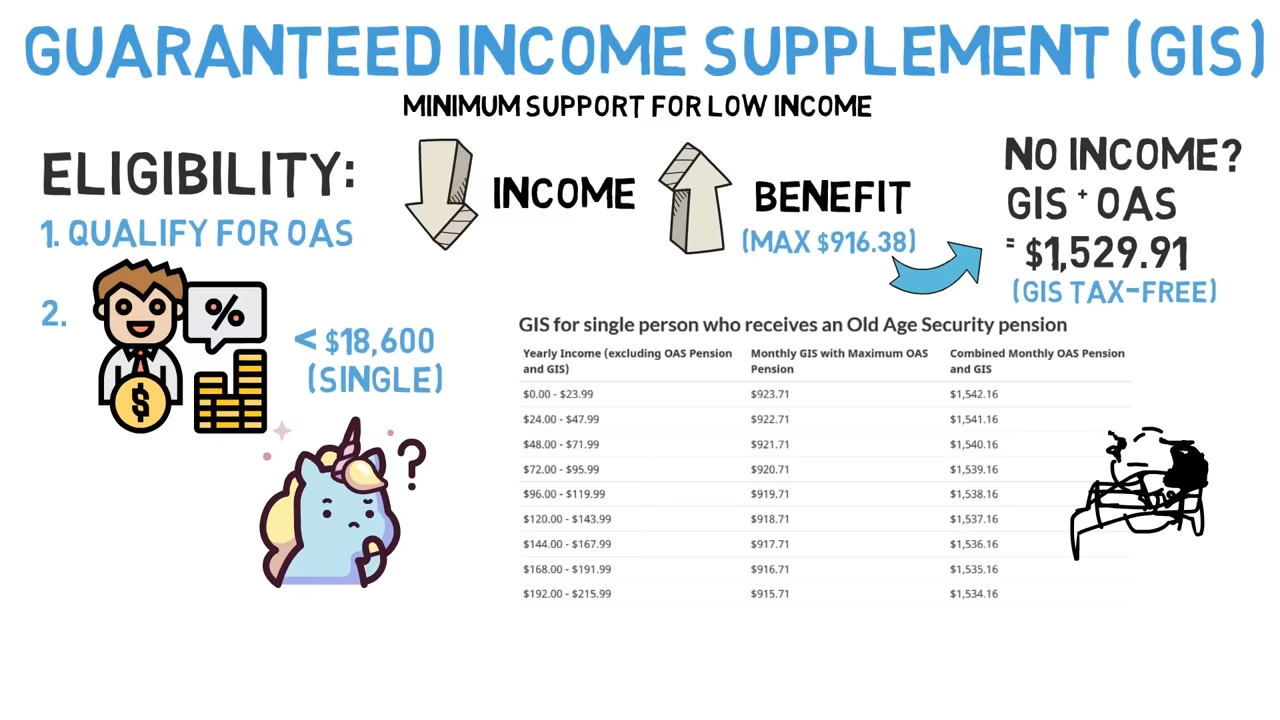 GUARANTEED INCOME SUPPLEMENT (GIS)
MINIMUM SUPPORT FOR LOW INCOME
ELIGIBILITY:
1. QUALIFY FOR OAS
2.
%
$
< $18,600
(SINGLE)
?
INCOME
BENEFIT
(MAX $916.38)
NO INCOME?
GIS + OAS
= $1,529.91
(GIS TAX-FREE)
GIS for single person who receives an Old Age Security pension
Yearly Income (excluding OAS Pension and GIS) Monthly GIS with Maximum OAS Pension Combined Monthly OAS Pension and GIS
$0.00 - $23.99 $923.71 $1,542.16
$24.00 - $47.99 $922.71 $1,541.16
$48.00 - $71.99 $921.71 $1,540.16
$72.00 - $95.99 $920.71 $1,539.16
$96.00 - $119.99 $919.71 $1,538.16
$120.00 - $143.99 $918.71 $1,537.16
$144.00 - $167.99 $917.71 $1,536.16
$168.00 - $191.99 $916.71 $1,535.16
$192.00 - $215.99 $915.71 $1,534.16